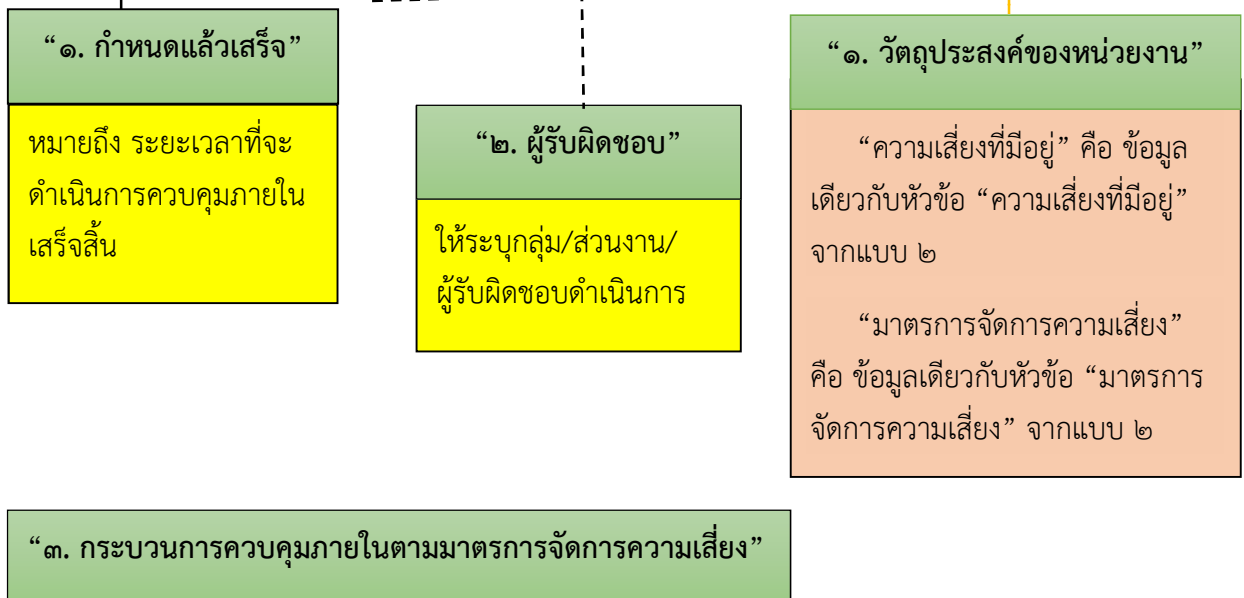 “๑. กำหนดแล้วเสร็จ”
หมายถึง ระยะเวลาที่จะ
ดำเนินการควบคุมภายใน
เสร็จสิ้น
“๒. ผู้รับผิดชอบ”
ให้ระบุกลุ่ม/ส่วนงาน/
ผู้รับผิดชอบดำเนินการ
“๑. วัตถุประสงค์ของหน่วยงาน”
“ความเสี่ยงที่มีอยู่” คือ ข้อมูล
เดียวกับหัวข้อ “ความเสี่ยงที่มีอยู่”
จากแบบ ๒
“มาตรการจัดการความเสี่ยง”
คือ ข้อมูลเดียวกับหัวข้อ “มาตรการ
จัดการความเสี่ยง” จากแบบ ๒
“๓. กระบวนการควบคุมภายในตามมาตรการจัดการความเสี่ยง”